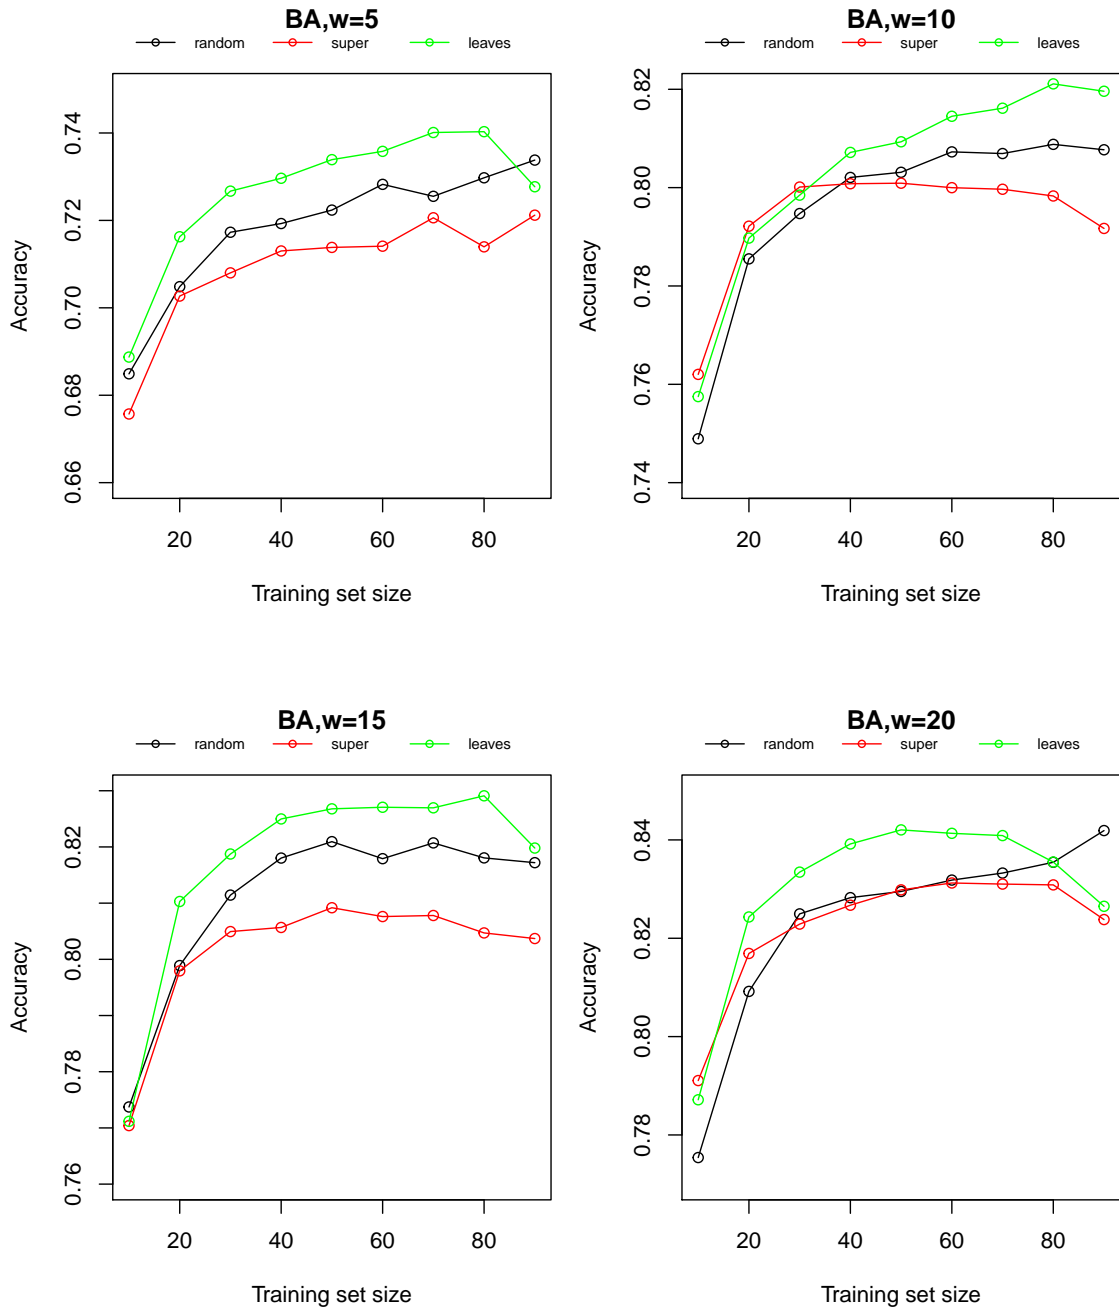 BA,w=5
random super leaves
0.74
0.72
0.70
0.68
0.66
Accuracy
20 40 60 80
Training set size
BA,w=10
random super leaves
0.82
0.80
0.78
0.76
0.74
Accuracy
20 40 60 80
Training set size
BA,w=15
random super leaves
0.82
0.80
0.78
0.76
Accuracy
20 40 60 80
Training set size
BA,w=20
random super leaves
0.84
0.82
0.80
0.78
Accuracy
20 40 60 80
Training set size